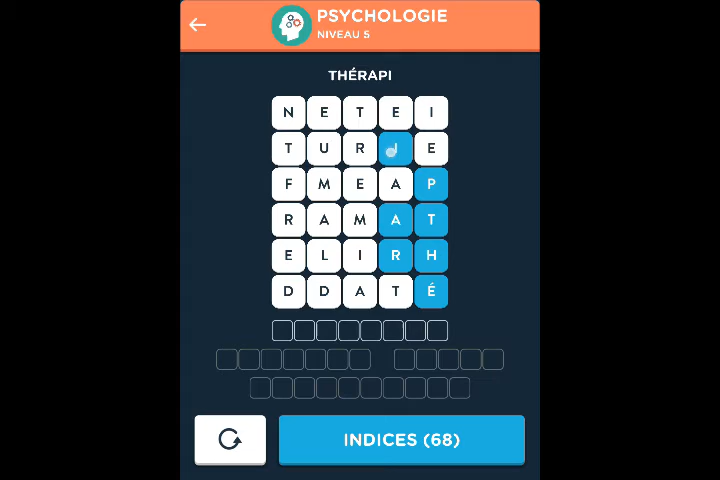 PSYCHOLOGIE
NIVEAU 5
THÉRAPI
N E T E I
T U R I E
F M E A P
R A M A T
E L I R H
D D A T É
INDICES (68)